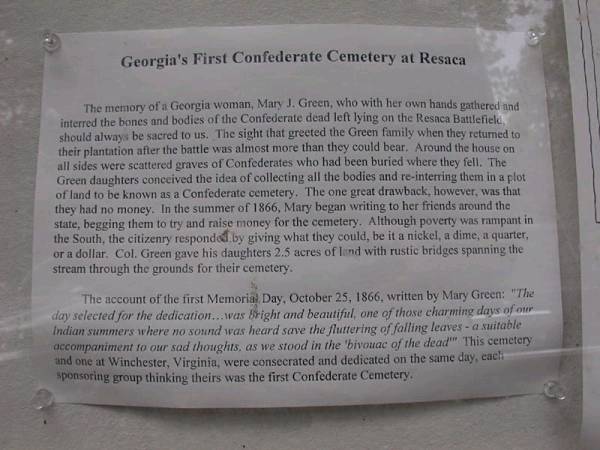 Georgia's First Confederate Cemetery at Resaca
The memory of a Georgia woman, Mary J. Green, who with her own hands gathered and
interred the bones and bodies of the Confederate dead left lying on the Resaca Battlefield,
should always be sacred to us. The sight that greeted the Green family when they returned to
their plantation after the battle was almost more than they could bear. Around the house on
all sides were scattered graves of Confederates who had been buried where they fell. The
Green daughters conceived the idea of collecting all the bodies and re-interring them in a plot
of land to be known as a Confederate cemetery. The one great drawback, however, was that
they had no money. In the summer of 1866, Mary began writing to her friends around the
state, begging them to try and raise money for the cemetery. Although poverty was rampant in
the South, the citizenry responded by giving what they could, be it a nickel, a dime, a quarter,
or a dollar. Col. Green gave his daughters 2.5 acres of land with rustic bridges spanning the
stream through the grounds for their cemetery.
The account of the first Memorial Day, October 25, 1866, written by Mary Green: "The
day selected for the dedication…was bright and beautiful, one of those charming days of our
Indian summers where no sound was heard save the fluttering of falling leaves - a suitable
accompaniment to our sad thoughts, as we stood in the 'bivouac of the dead'" This cemetery
and one at Winchester, Virginia, were consecrated and dedicated on the same day, each
sponsoring group thinking theirs was the first Confederate Cemetery.